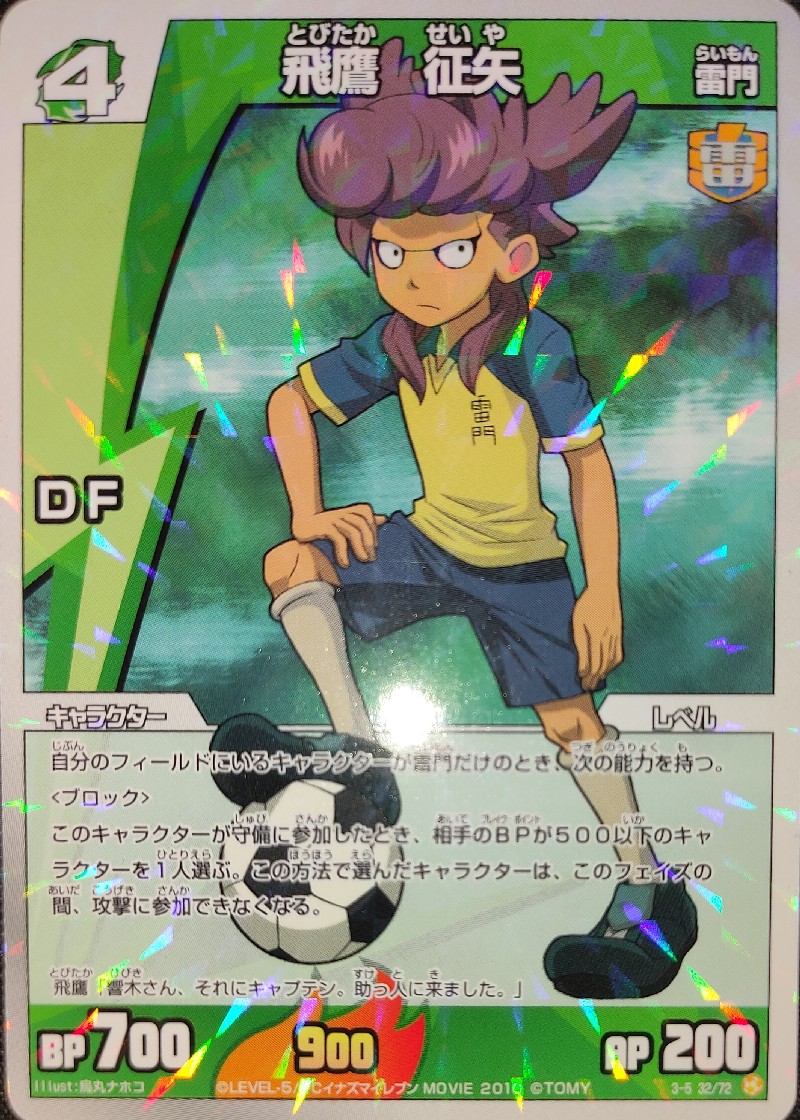 4
飛鷹 征矢
とびたか せいや
雷門
らいもん
雷
雷門
DF
キャラクター
レベル
自分のフィールドにいるキャラクターが雷門だけのとき、次の能力を持つ。
<ブロック>
このキャラクターが守備に参加したとき、相手のBPが500以下のキャ
ラクターを1人選ぶ。この方法で選んだキャラクターは、このフェイズの
間、攻撃に参加できなくなる。
飛鷹「響木さん、それにキャプテン。助っ人に来ました。」
BP 700
900
AP 200
Illust:烏丸ナホコ
©LEVEL-5/ イナズマイレブン MOVIE 2010 ©TOMY
3-5 32/72